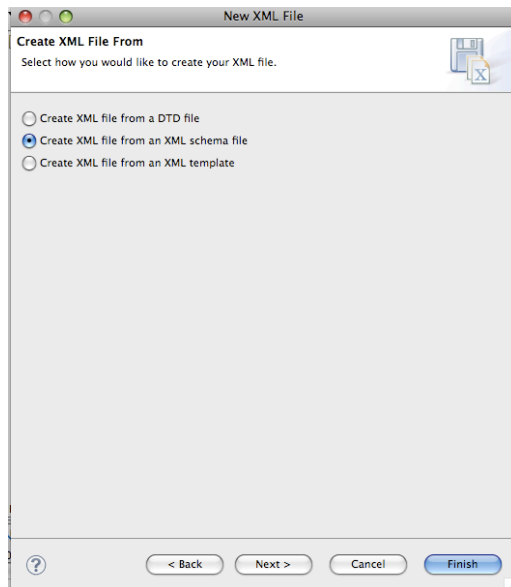 New XML File
Create XML File From
Select how you would like to create your XML file.
X
Create XML file from a DTD file
Create XML file from an XML schema file
Create XML file from an XML template
?
< Back
Next >
Cancel
Finish